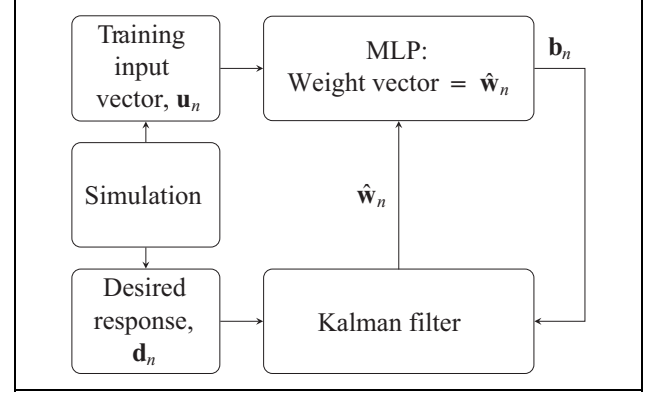 Training
input
vector, uₙ
MLP:
Weight vector = ŵₙ
bₙ
Simulation
ŵₙ
Desired
response,
dₙ
Kalman filter